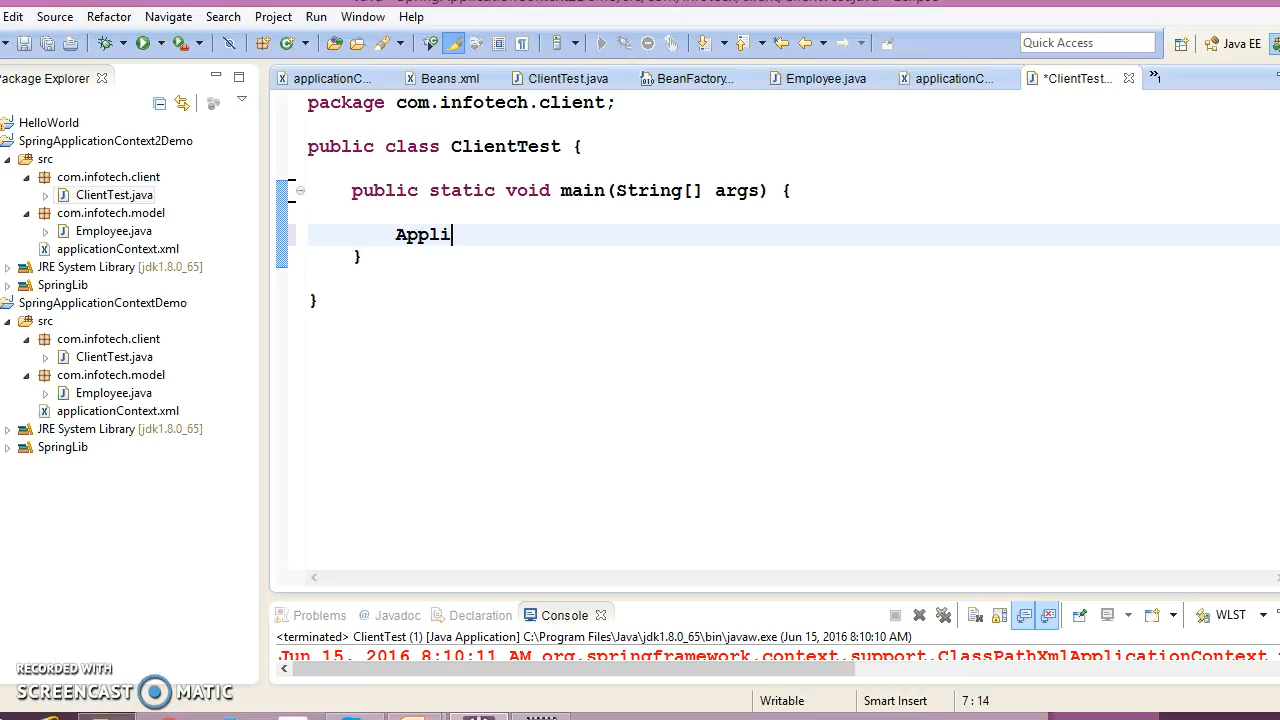 Edit Source Refactor Navigate Search Project Run Window Help
Quick Access
Java EE
Package Explorer
applicationC...
Beans.xml
ClientTest.java
BeanFactory...
Employee.java
applicationC...
*ClientTest...
»1
HelloWorld
SpringApplicationContext2Demo
src
com.infotech.client
ClientTest.java
com.infotech.model
Employee.java
applicationContext.xml
JRE System Library [jdk1.8.0_65]
SpringLib
SpringApplicationContextDemo
src
com.infotech.client
ClientTest.java
com.infotech.model
Employee.java
applicationContext.xml
JRE System Library [jdk1.8.0_65]
SpringLib
package com.infotech.client;
public class ClientTest {
public static void main(String[] args) {
Appli
}
}
Problems @ Javadoc Declaration Console
WLST
<terminated> ClientTest (1) [Java Application] C:\Program Files\Java\jdk1.8.0_65\bin\javaw.exe (Jun 15, 2016 8:10:10 AM)
Jun 15, 2016 8:10:11 AM org.springframework.context.support.ClassPathXmlApplicationContext
Writable Smart Insert 7 : 14
RECORDED WITH
SCREENCAST MATIC